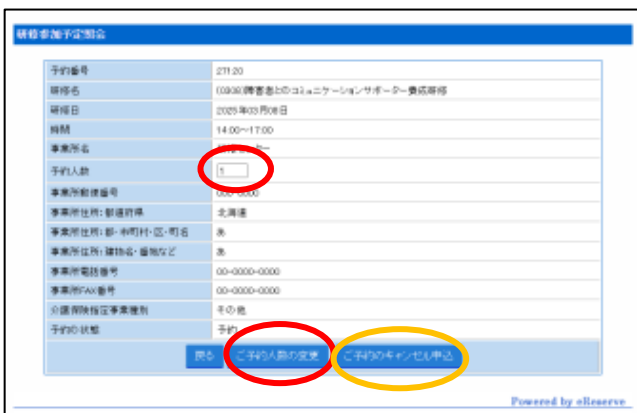 研修参加予定照会
予約番号 27120
研修名 (0308)障害者とのコミュニケーションサポーター養成研修
研修日 2025年03月08日
時間 14:00～17:00
事業所名
予約人数 1
事業所郵便番号 000-0000
事業所住所:都道府県 北海道
事業所住所:郡・市町村・区・町名 あ
事業所住所:建物名・番地など あ
事業所電話番号 00-0000-0000
事業所FAX番号 00-0000-0000
介護保険指定事業種別 その他
予約の状態 予約
戻る ご予約人数の変更 ご予約のキャンセル申込
Powered by eReserve